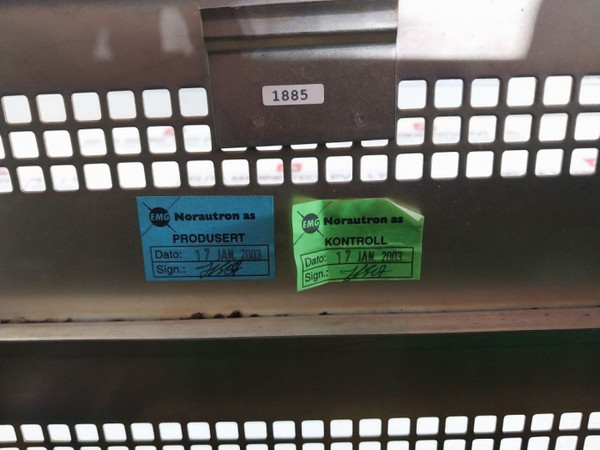 1885
EMG Norautron as
PRODUSERT
Dato: 17 JAN 2003
Sign.:
EMG Norautron as
KONTROLL
Dato: 17 JAN 2003
Sign.: